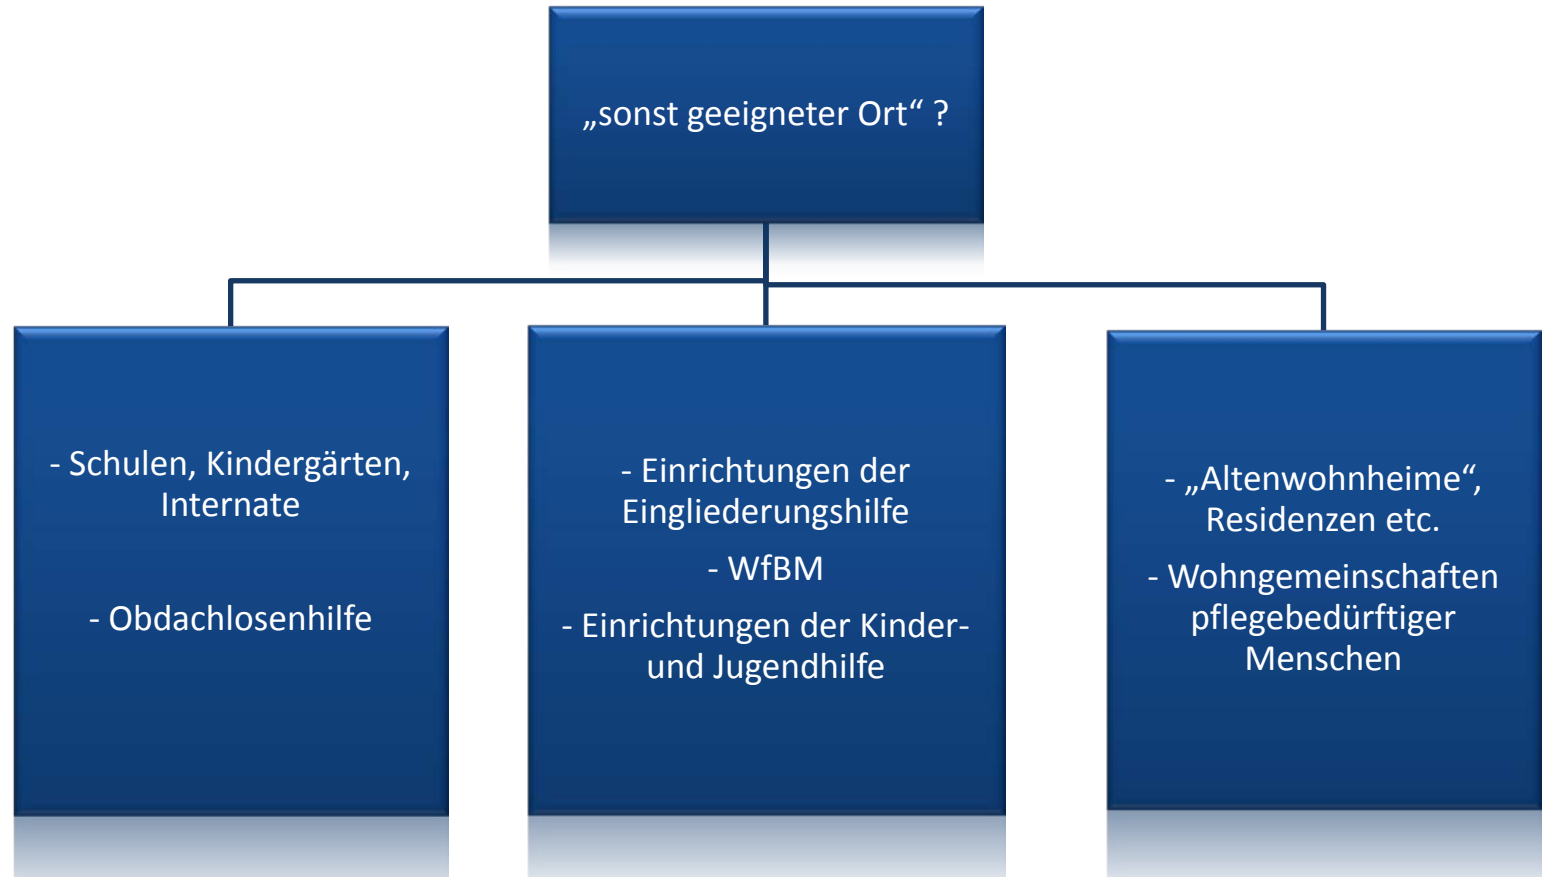 „sonst geeigneter Ort“ ?
- Schulen, Kindergärten,
Internate
- Obdachlosenhilfe
- Einrichtungen der
Eingliederungshilfe
- WfBM
- Einrichtungen der Kinder-
und Jugendhilfe
- „Altenwohnheime“,
Residenzen etc.
- Wohngemeinschaften
pflegebedürftiger
Menschen